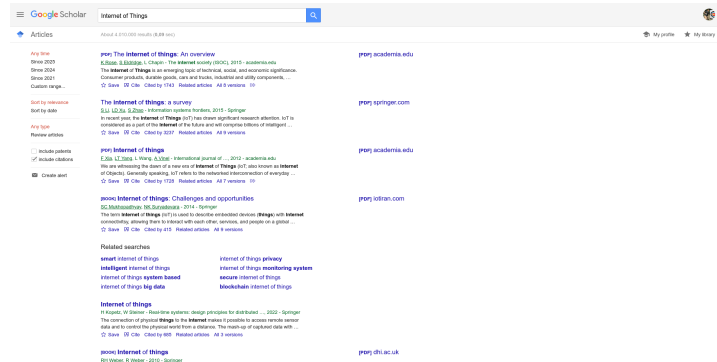 Google Scholar
Internet of Things
Articles
About 4.010.000 results (0,09 sec)
My profile
My library
Any time
Since 2025
Since 2024
Since 2021
Custom range...
Sort by relevance
Sort by date
Any type
Review articles
include patents
include citations
Create alert
[PDF] The internet of things: An overview
K Rose, S Eldridge, L Chapin - The internet society (ISOC), 2015 - academia.edu
The Internet of Things is an emerging topic of technical, social, and economic significance.
Consumer products, durable goods, cars and trucks, industrial and utility components, ...
Save Cite Cited by 1743 Related articles All 8 versions
[PDF] academia.edu
The internet of things: a survey
S Li, LD Xu, S Zhao - Information systems frontiers, 2015 - Springer
In recent year, the Internet of Things (IoT) has drawn significant research attention. IoT is
considered as a part of the Internet of the future and will comprise billions of intelligent ...
Save Cite Cited by 3237 Related articles All 9 versions
[PDF] springer.com
[PDF] Internet of things
F Xia, LT Yang, L Wang, A Vinel - International journal of ..., 2012 - academia.edu
We are witnessing the dawn of a new era of Internet of Things (IoT; also known as Internet
of Objects). Generally speaking, IoT refers to the networked interconnection of everyday ...
Save Cite Cited by 1728 Related articles All 7 versions
[PDF] academia.edu
[BOOK] Internet of things: Challenges and opportunities
SC Mukhopadhyay, NK Suryadevara - 2014 - Springer
The term Internet of things (IoT) is used to describe embedded devices (things) with Internet
connectivity, allowing them to interact with each other, services, and people on a global ...
Save Cite Cited by 415 Related articles All 8 versions
[PDF] iotiran.com
Related searches
smart internet of things
internet of things privacy
intelligent internet of things
internet of things monitoring system
internet of things system based
secure internet of things
internet of things big data
blockchain internet of things
Internet of things
H Kopetz, W Steiner - Real-time systems: design principles for distributed ..., 2022 - Springer
The connection of physical things to the Internet makes it possible to access remote sensor
data and to control the physical world from a distance. The mash-up of captured data with ...
Save Cite Cited by 685 Related articles All 3 versions
[BOOK] Internet of things
RH Weber, R Weber - 2010 - Springer
[PDF] dhi.ac.uk